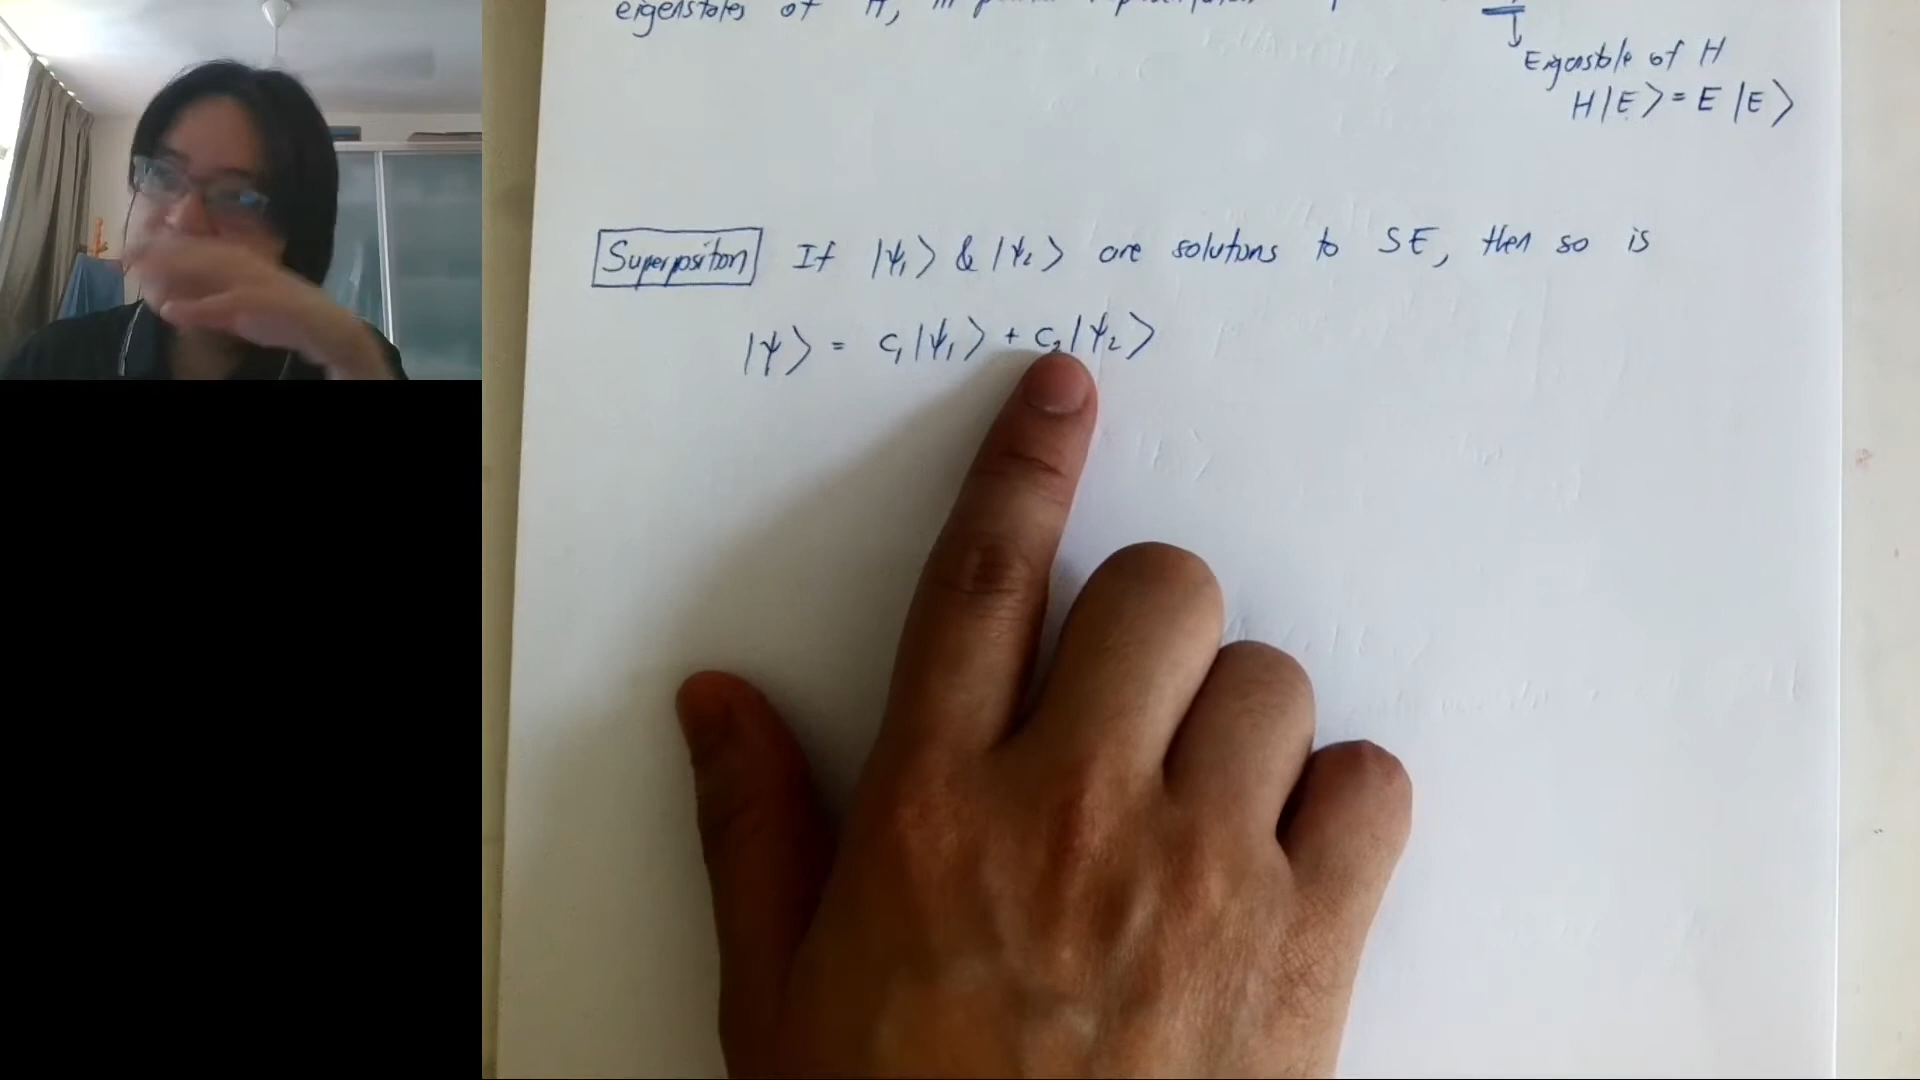 eigenstates of H,
Eigenstate of H
H|E⟩ = E|E⟩
Superposition If |ψ₁⟩ & |ψ₂⟩ are solutions to SE, then so is
|ψ⟩ = c₁|ψ₁⟩ + c₂|ψ₂⟩